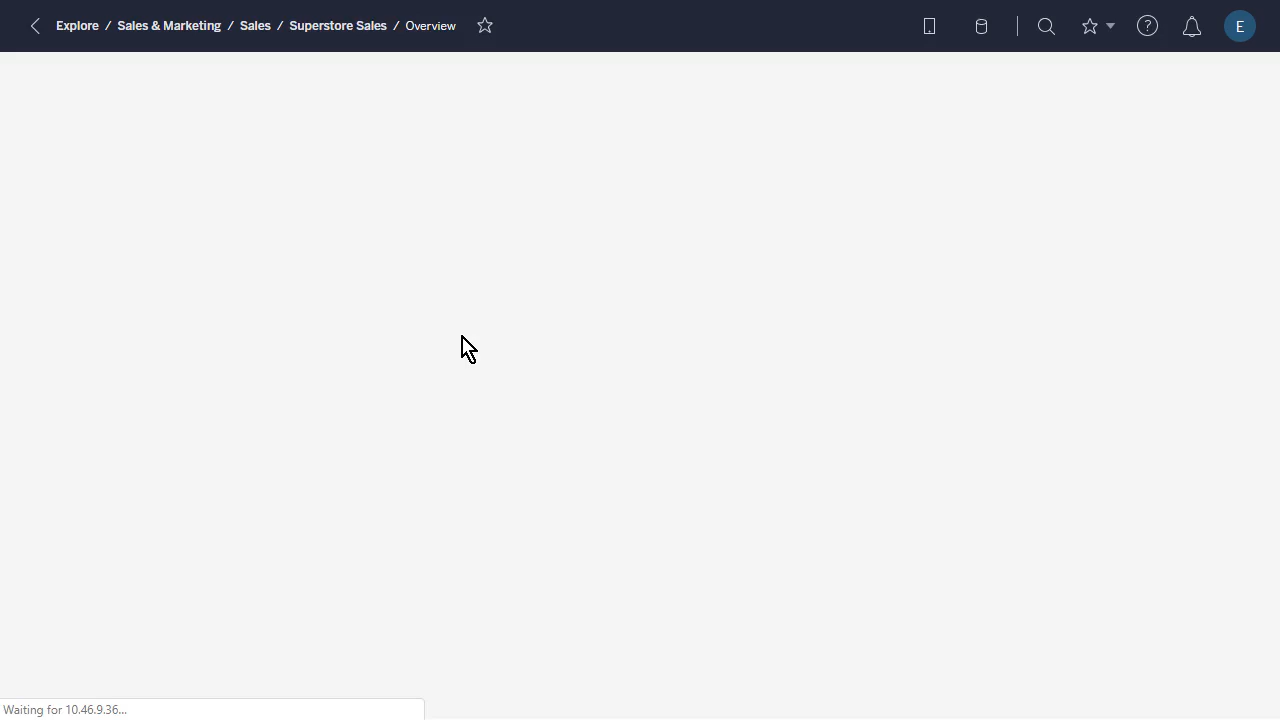 Explore / Sales & Marketing / Sales / Superstore Sales / Overview
E
Waiting for 10.46.9.36...